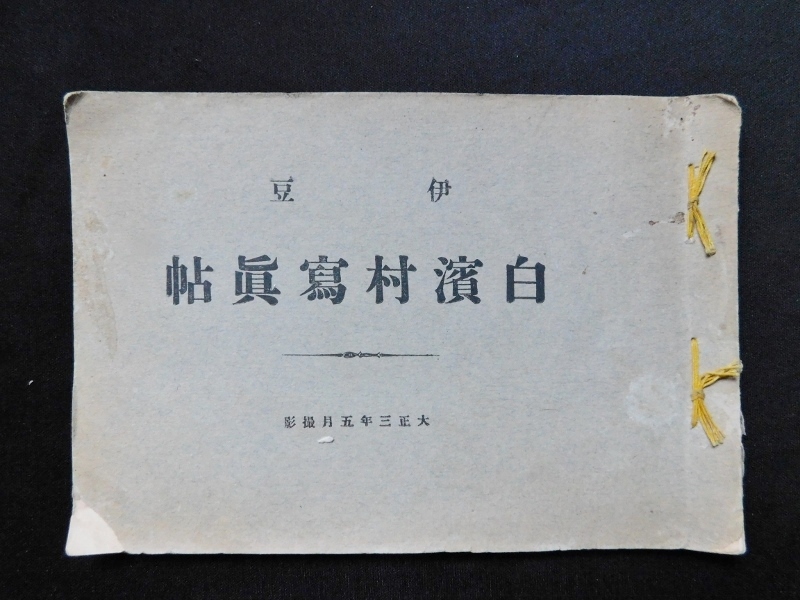 伊豆
白濱村寫眞帖
大正三年五月撮影